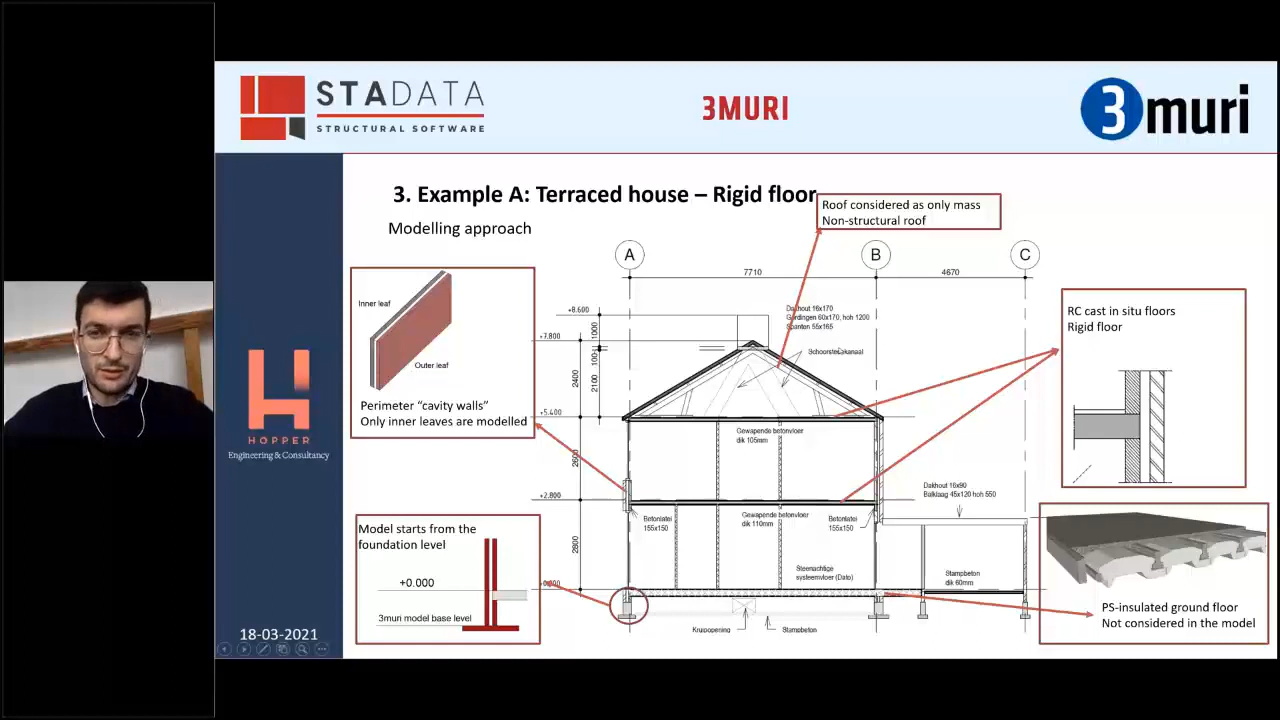 STADATA
STRUCTURAL SOFTWARE
3MURI
3muri
3. Example A: Terraced house – Rigid floor
Modelling approach
Roof considered as only mass
Non-structural roof
A
B
C
7710
4670
Inner leaf
Outer leaf
Perimeter “cavity walls”
Only inner leaves are modelled
RC cast in situ floors
Rigid floor
+8.600
+7.800
+5.400
+2.800
1000
100
2400
2100
2600
2800
Dakhout 16x170
Gordingen 60x170, hoh 1200
Spanten 55x165
Gewapende betonvloer
dik 105mm
Gewapende betonvloer
dik 110mm
Betonlatei
155x150
Betonlatei
155x150
Dakhout 16x90
Balklaag 45x120 hoh 550
Steenachtige
systeemvloer (Dato)
Stampbeton
dik 60mm
Kruipopening
Stampbeton
Model starts from the
foundation level
+0.000
3muri model base level
PS-insulated ground floor
Not considered in the model
H
HOPPER
Engineering & Consultancy
18-03-2021